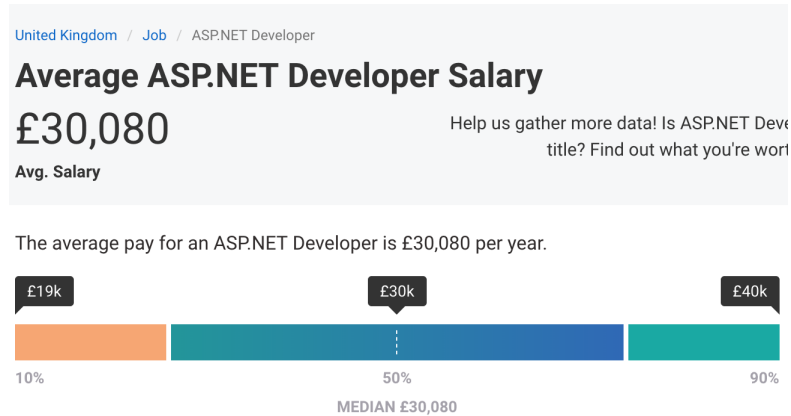 United Kingdom / Job / ASP.NET Developer
Average ASP.NET Developer Salary
£30,080
Avg. Salary
Help us gather more data! Is ASP.NET Deve
title? Find out what you're wort
The average pay for an ASP.NET Developer is £30,080 per year.
£19k £30k £40k
10% 50% 90%
MEDIAN £30,080